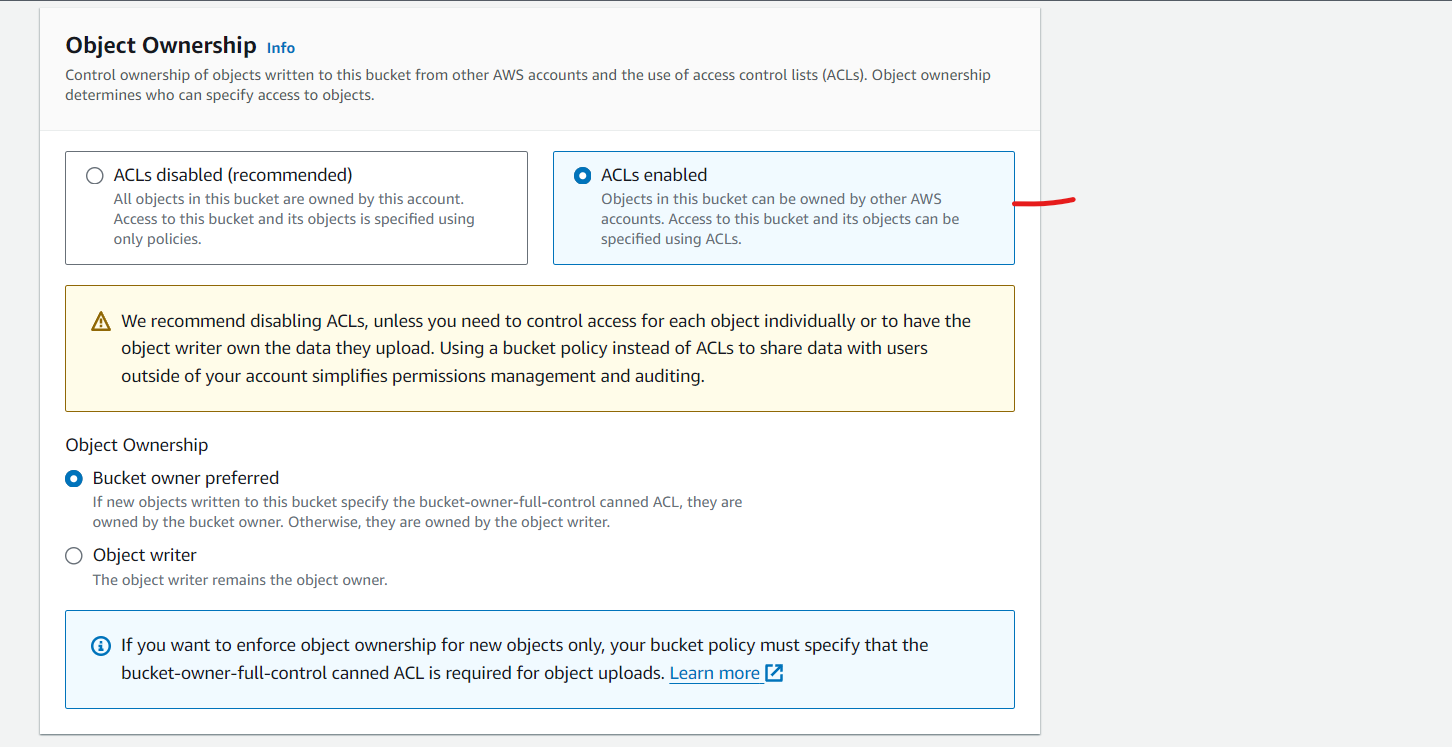 Object Ownership Info
Control ownership of objects written to this bucket from other AWS accounts and the use of access control lists (ACLs). Object ownership
determines who can specify access to objects.
ACLs disabled (recommended)
All objects in this bucket are owned by this account.
Access to this bucket and its objects is specified using
only policies.
ACLs enabled
Objects in this bucket can be owned by other AWS
accounts. Access to this bucket and its objects can be
specified using ACLs.
We recommend disabling ACLs, unless you need to control access for each object individually or to have the
object writer own the data they upload. Using a bucket policy instead of ACLs to share data with users
outside of your account simplifies permissions management and auditing.
Object Ownership
Bucket owner preferred
If new objects written to this bucket specify the bucket-owner-full-control canned ACL, they are
owned by the bucket owner. Otherwise, they are owned by the object writer.
Object writer
The object writer remains the object owner.
If you want to enforce object ownership for new objects only, your bucket policy must specify that the
bucket-owner-full-control canned ACL is required for object uploads. Learn more